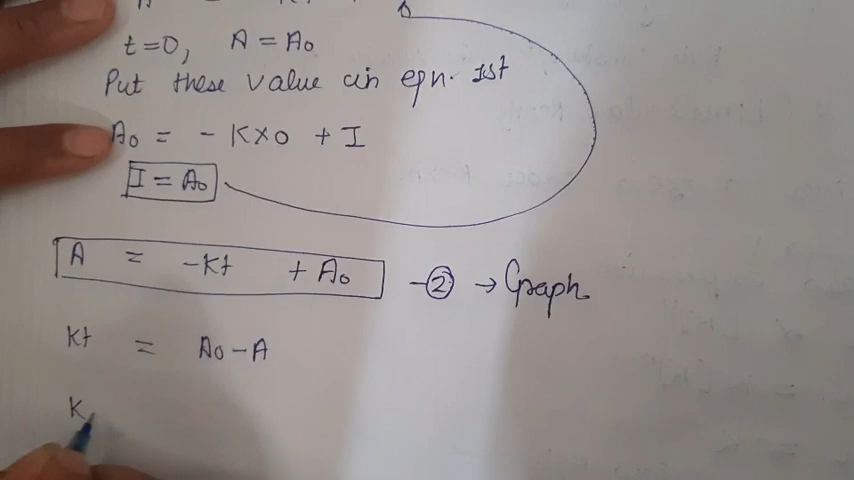 t=0, A = A₀
Put these value in eqn. 1st
A₀ = - K×0 + I
I = A₀
A = -Kt + A₀ -② → Graph
Kt = A₀ - A
K